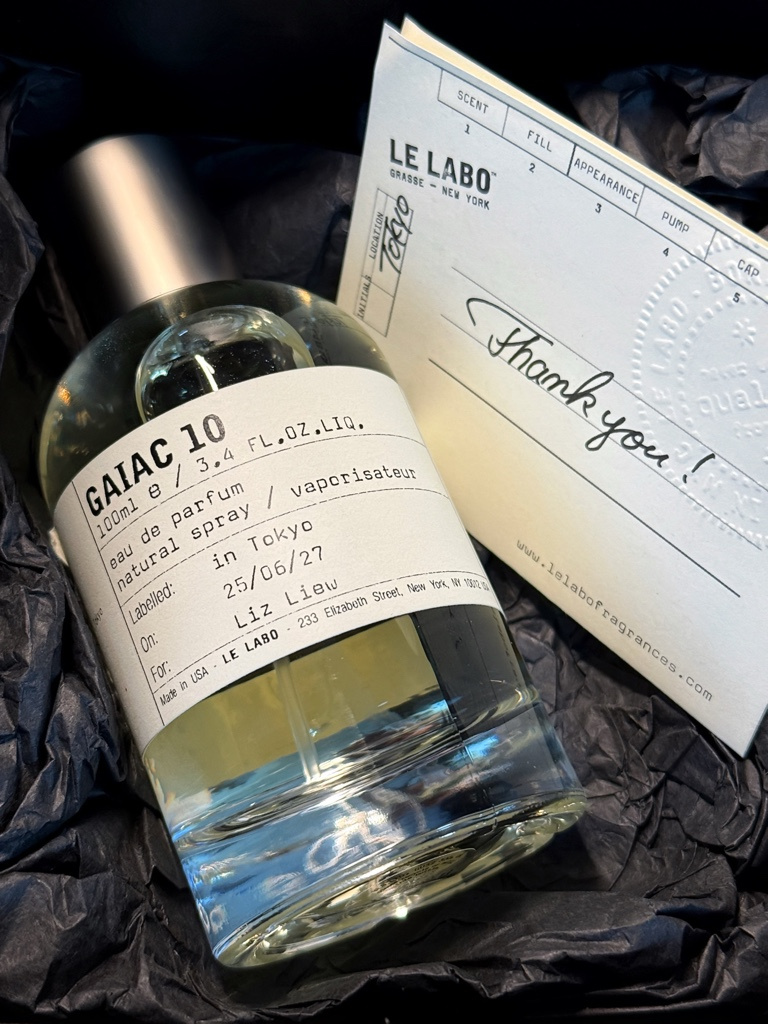 GAIAC 10
100ml e / 3.4 FL.OZ.LIQ.
eau de parfum
natural spray / vaporisateur
Labelled: in Tokyo
On: 25/06/27
For: Liz Liew
Made in USA - LE LABO - 233 Elizabeth Street, New York, NY 10012
SCENT FILL APPEARANCE PUMP CAP
1 2 3 4 5
LE LABO™
GRASSE — NEW YORK
LOCATION TOKYO
INITIALS
Thank you!
www.lelabofragrances.com